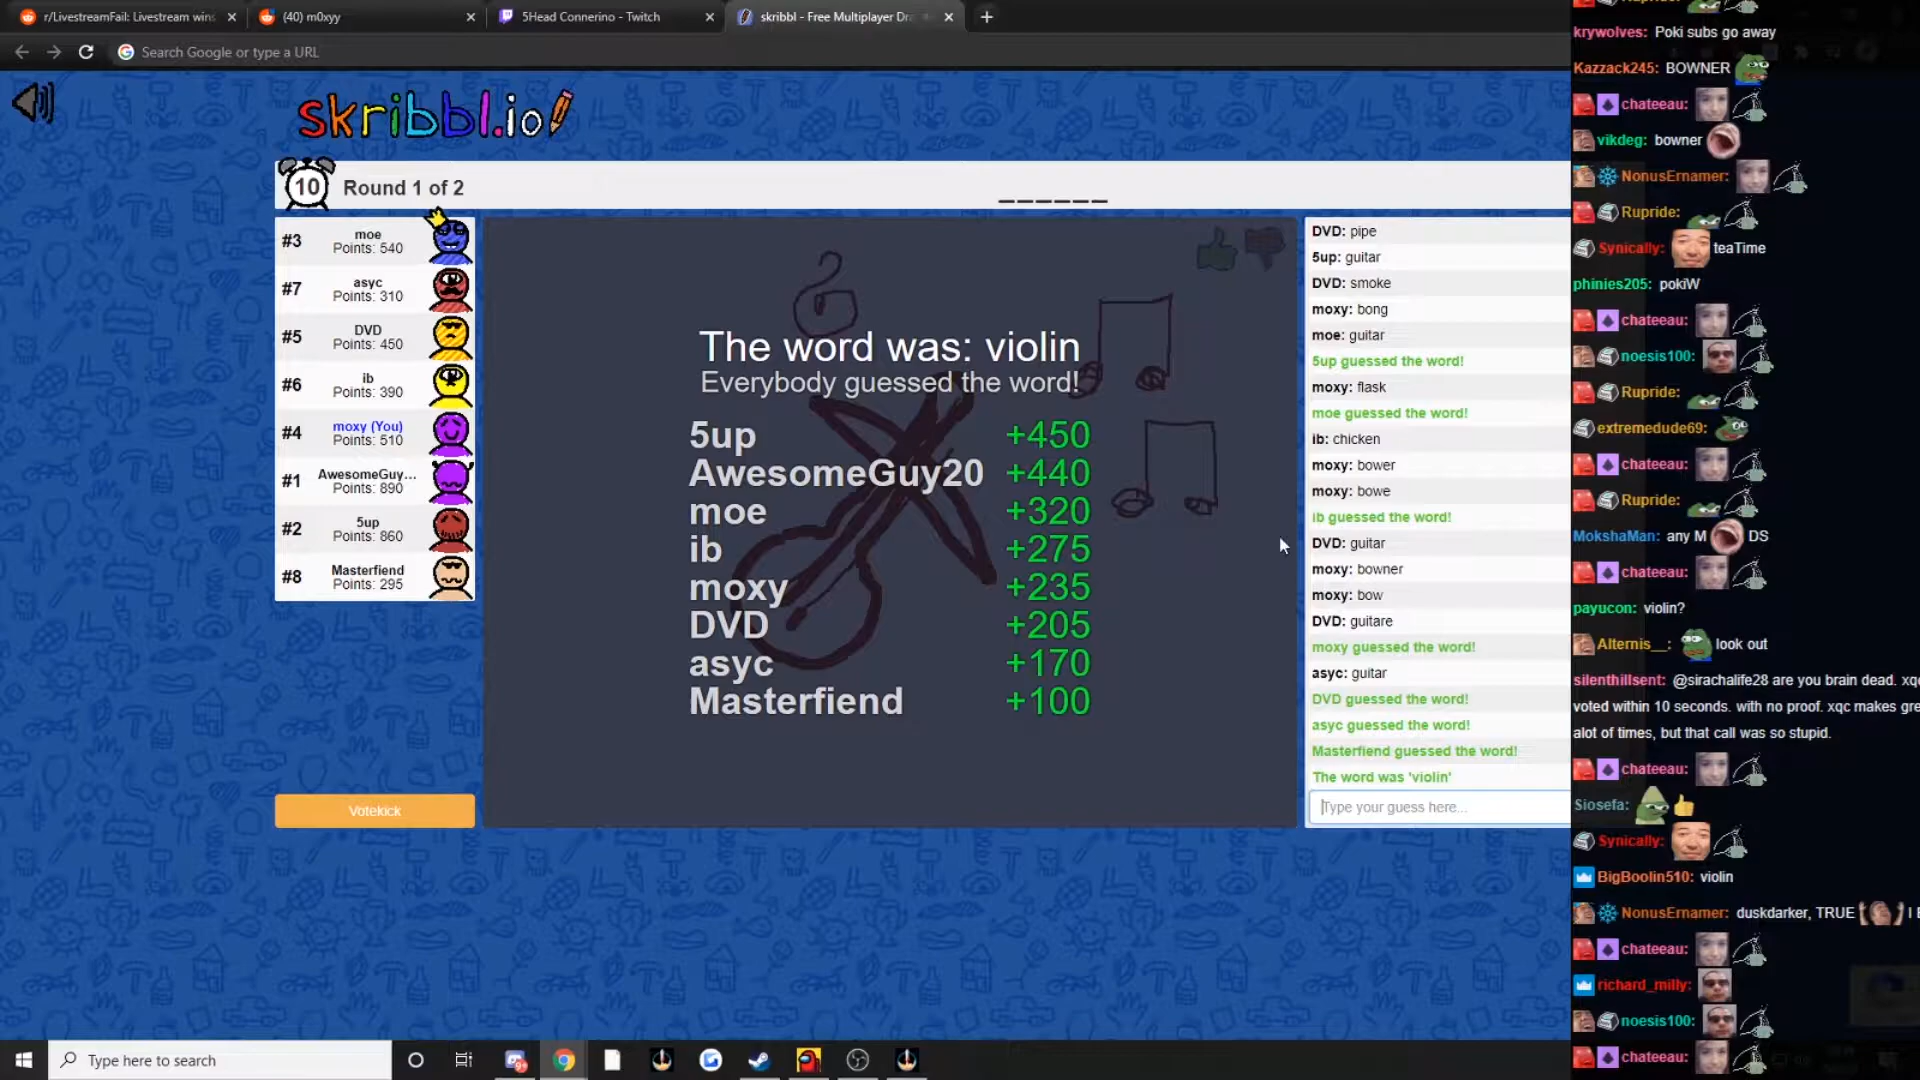 r/LivestreamFail: Livestream wins
(40) m0xyy
5Head Connerino - Twitch
skribbl - Free Multiplayer Dra
Search Google or type a URL
skribbl.io
10
Round 1 of 2
______
#3
moe
Points: 540
#7
asyc
Points: 310
#5
DVD
Points: 450
#6
ib
Points: 390
#4
moxy (You)
Points: 510
#1
AwesomeGuy...
Points: 890
#2
5up
Points: 860
#8
Masterfiend
Points: 295
Votekick
The word was: violin
Everybody guessed the word!
5up +450
AwesomeGuy20 +440
moe +320
ib +275
moxy +235
DVD +205
asyc +170
Masterfiend +100
DVD: pipe
5up: guitar
DVD: smoke
moxy: bong
moe: guitar
5up guessed the word!
moxy: flask
moe guessed the word!
ib: chicken
moxy: bower
moxy: bowe
ib guessed the word!
DVD: guitar
moxy: bowner
moxy: bow
DVD: guitare
moxy guessed the word!
asyc: guitar
DVD guessed the word!
asyc guessed the word!
Masterfiend guessed the word!
The word was 'violin'
Type your guess here...
Rupride:
krywolves: Poki subs go away
Kazzack245: BOWNER
chateeau:
vikdeg: bowner
NonusErnamer:
Rupride:
Synically: teaTime
phinies205: pokiW
chateeau:
noesis100:
Rupride:
extremedude69:
chateeau:
Rupride:
MokshaMan: any M DS
chateeau:
payucon: violin?
Alternis__: look out
silenthillsent: @sirachalife28 are you brain dead. xqc
voted within 10 seconds. with no proof. xqc makes gre
alot of times, but that call was so stupid.
chateeau:
Siosefa:
Synically:
BigBoolin510: violin
NonusErnamer: duskdarker, TRUE
chateeau:
richard_milly:
noesis100:
chateeau:
Type here to search